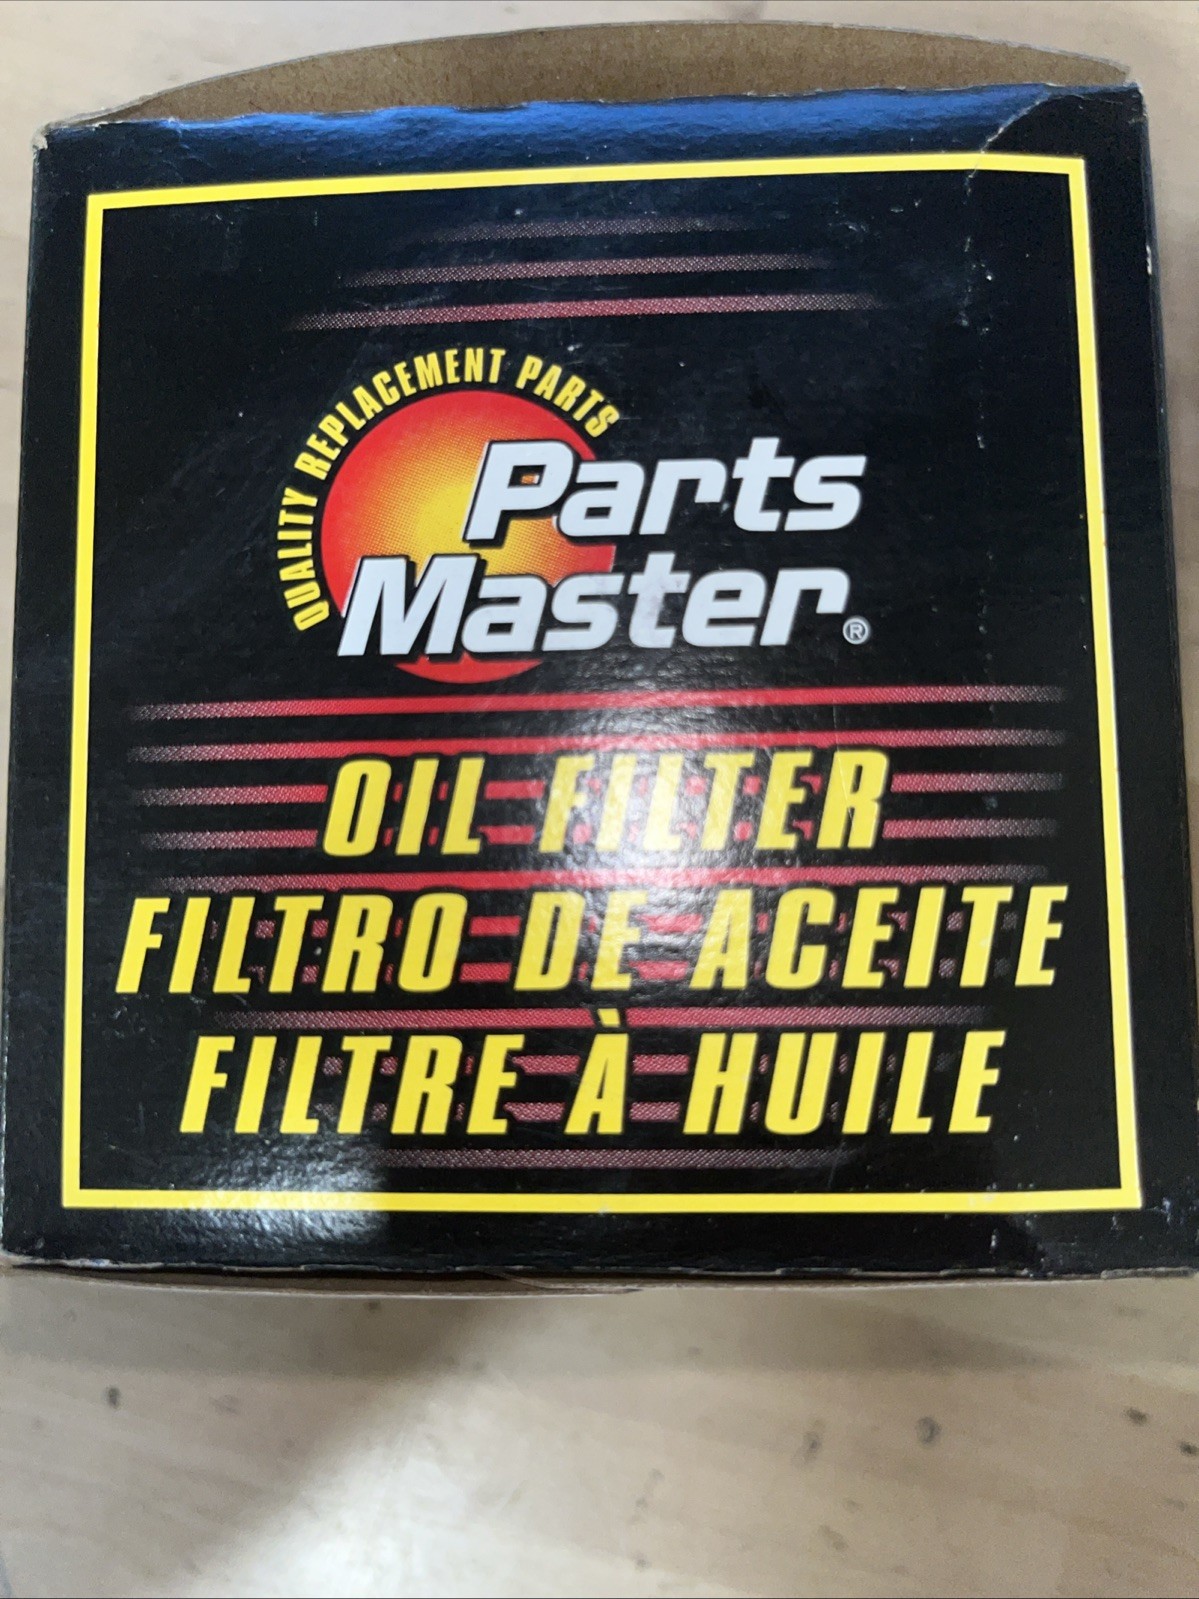 QUALITY REPLACEMENT PARTS
Parts
Master®
OIL FILTER
FILTRO DE ACEITE
FILTRE À HUILE